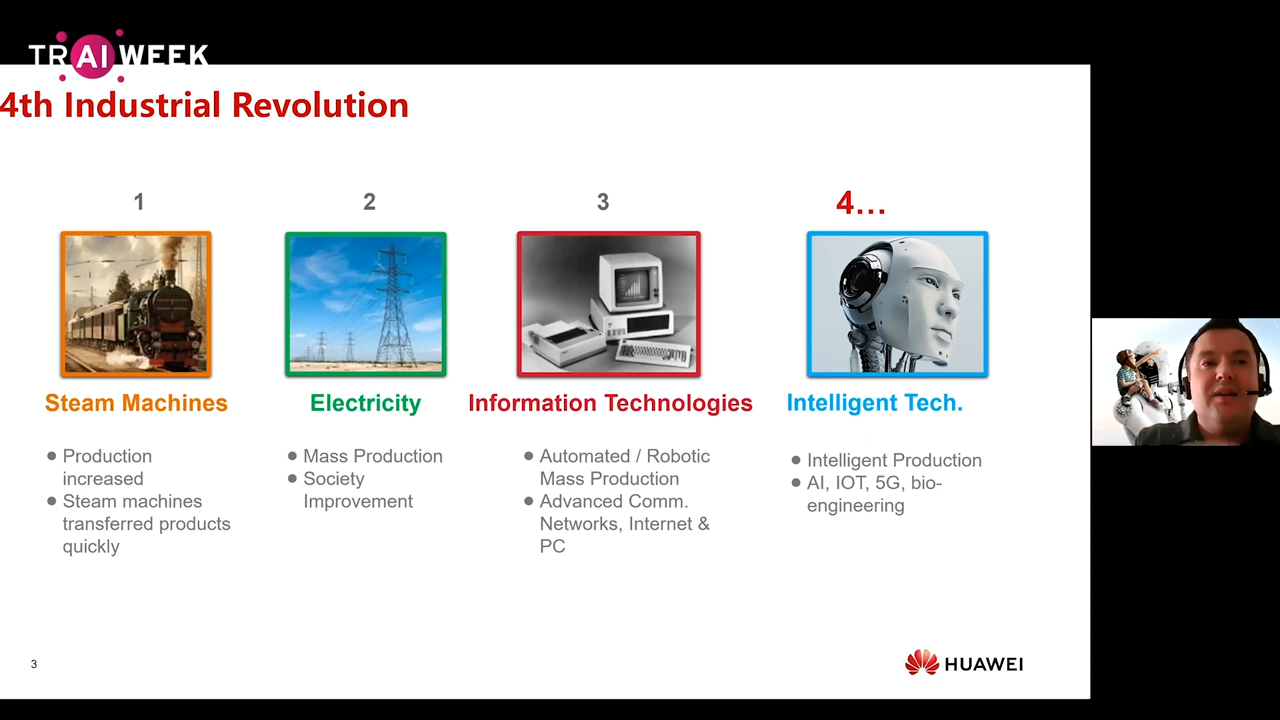 TRAI WEEK
4th Industrial Revolution
1
2
3
4...
Steam Machines
Electricity
Information Technologies
Intelligent Tech.
● Production
increased
● Steam machines
transferred products
quickly
● Mass Production
● Society
Improvement
● Automated / Robotic
Mass Production
● Advanced Comm.
Networks, Internet &
PC
● Intelligent Production
● AI, IOT, 5G, bio-
engineering
3
HUAWEI